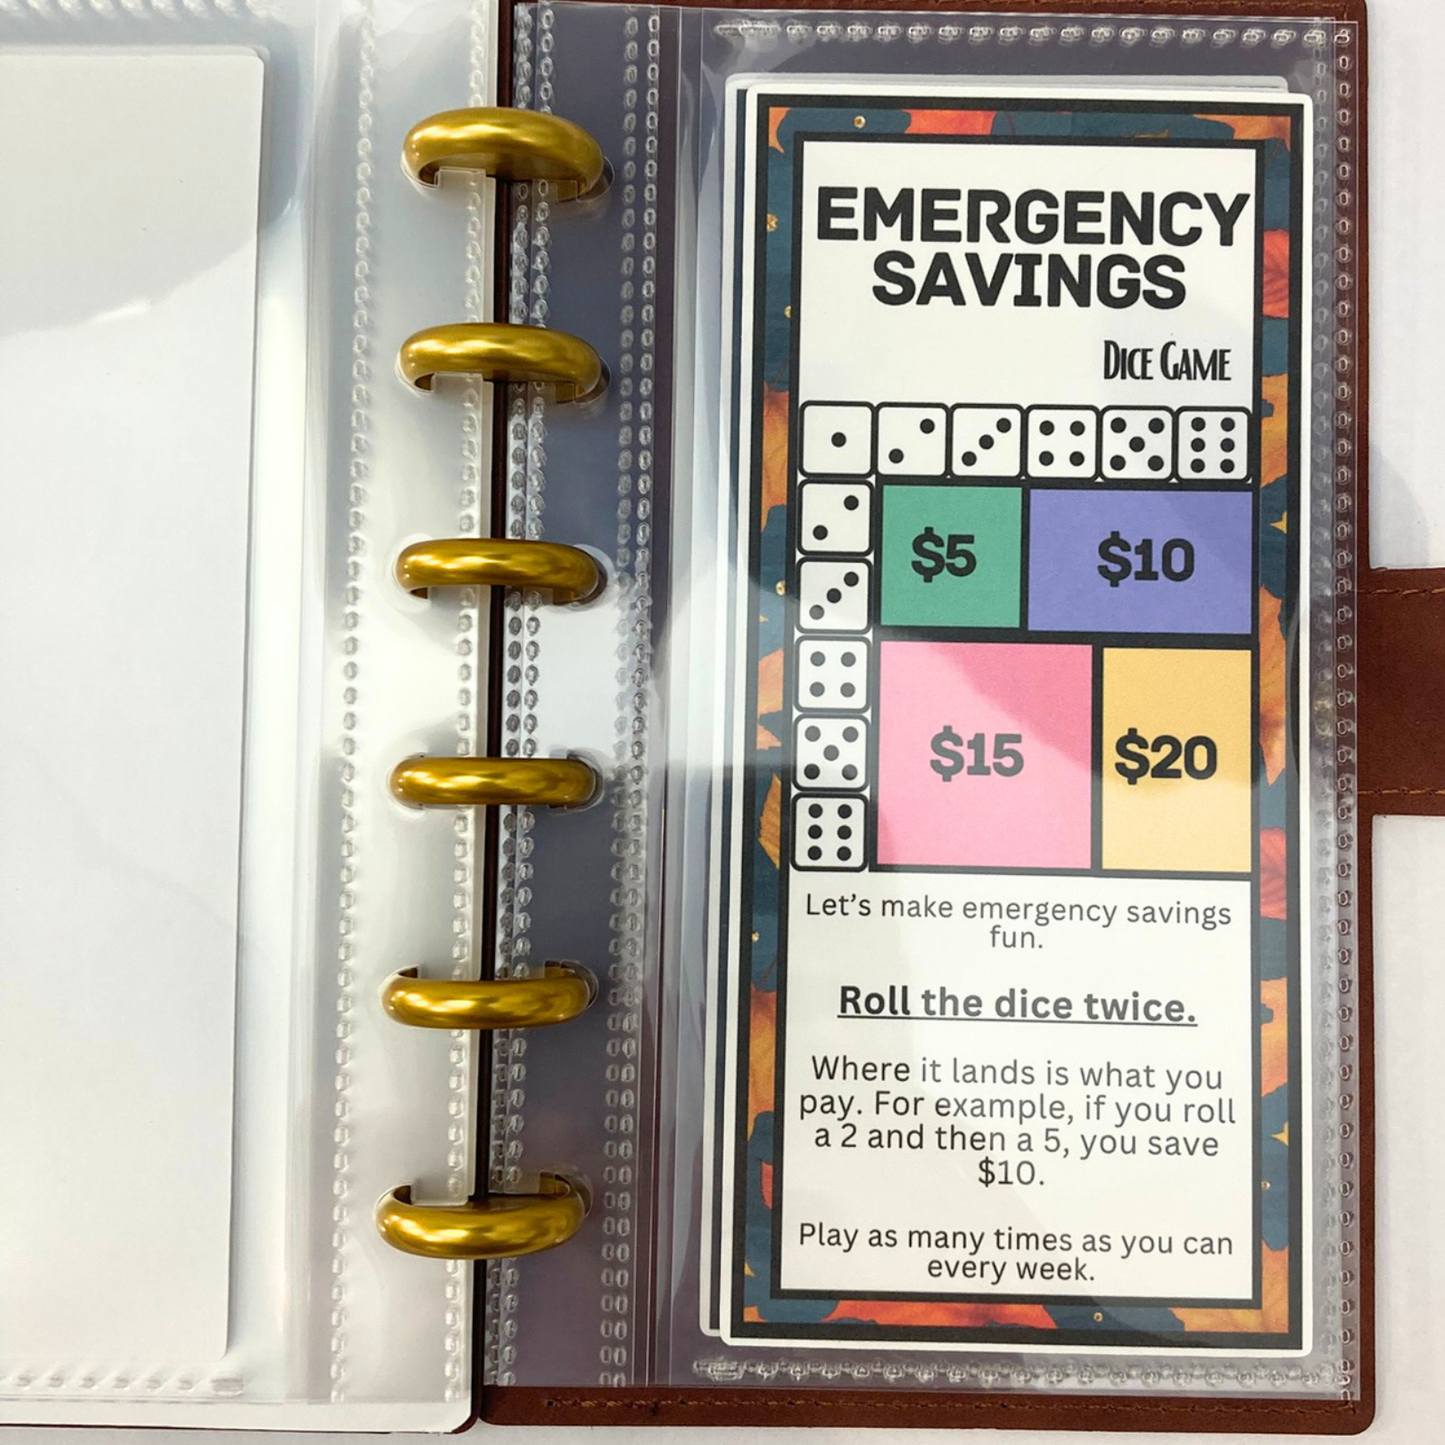 EMERGENCY
SAVINGS
DICE GAME
$5
$10
$15
$20
Let's make emergency savings
fun.
Roll the dice twice.
Where it lands is what you
pay. For example, if you roll
a 2 and then a 5, you save
$10.
Play as many times as you can
every week.